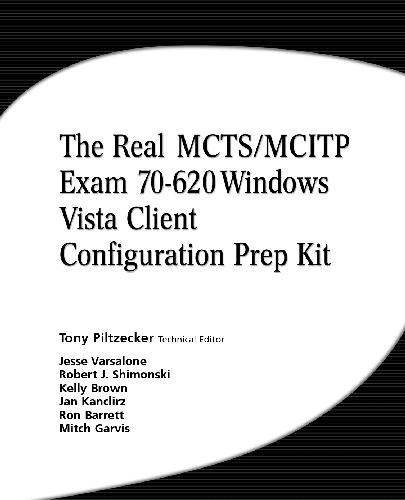 The Real MCTS/MCITP
Exam 70-620 Windows
Vista Client
Configuration Prep Kit
Tony Piltzecker Technical Editor
Jesse Varsalone
Robert J. Shimonski
Kelly Brown
Jan Kanclirz
Ron Barrett
Mitch Garvis